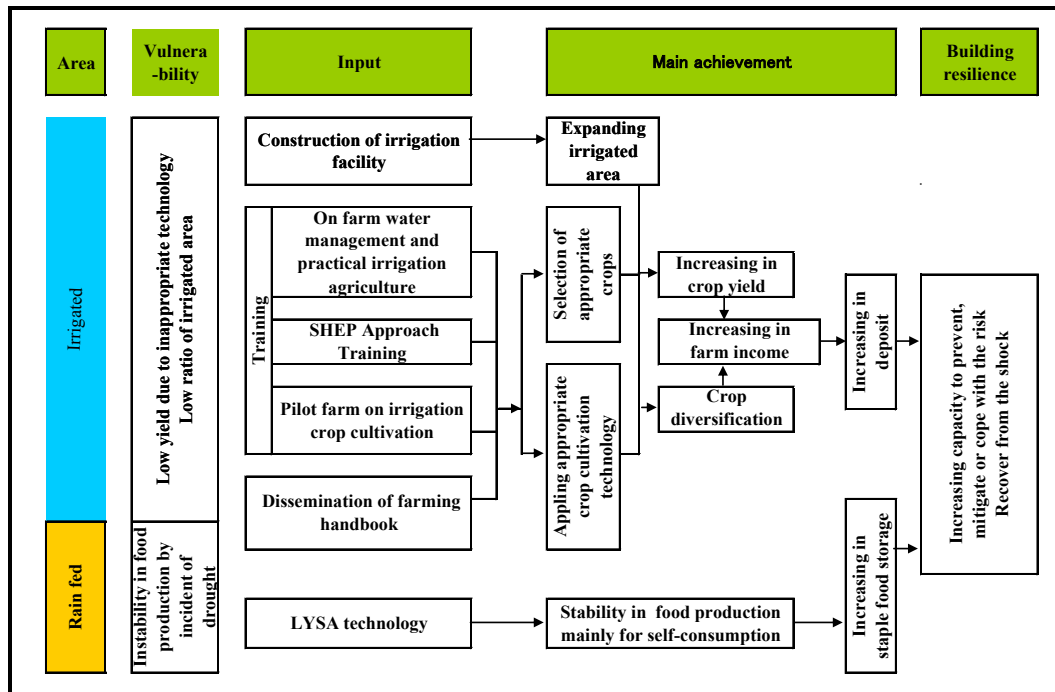 Area
Vulnera
-bility
Input
Main achievement
Building
resilience
Irrigated
Low yield due to inappropriate technology
Low ratio of irrigated area
Construction of irrigation
facility
Expanding
irrigated
area
Training
On farm water
management and
practical irrigation
agriculture
SHEP Approach
Training
Pilot farm on irrigation
crop cultivation
Dissemination of farming
handbook
Selection of
appropriate
crops
Appling appropriate
crop cultivation
technology
Increasing in
crop yield
Increasing in
farm income
Crop
diversification
Increasing in
deposit
Increasing capacity to prevent,
mitigate or cope with the risk
Recover from the shock
Rain fed
Instability in food
production by
incident of
drought
LYSA technology
Stability in food production
mainly for self-consumption
Increasing in
staple food storage